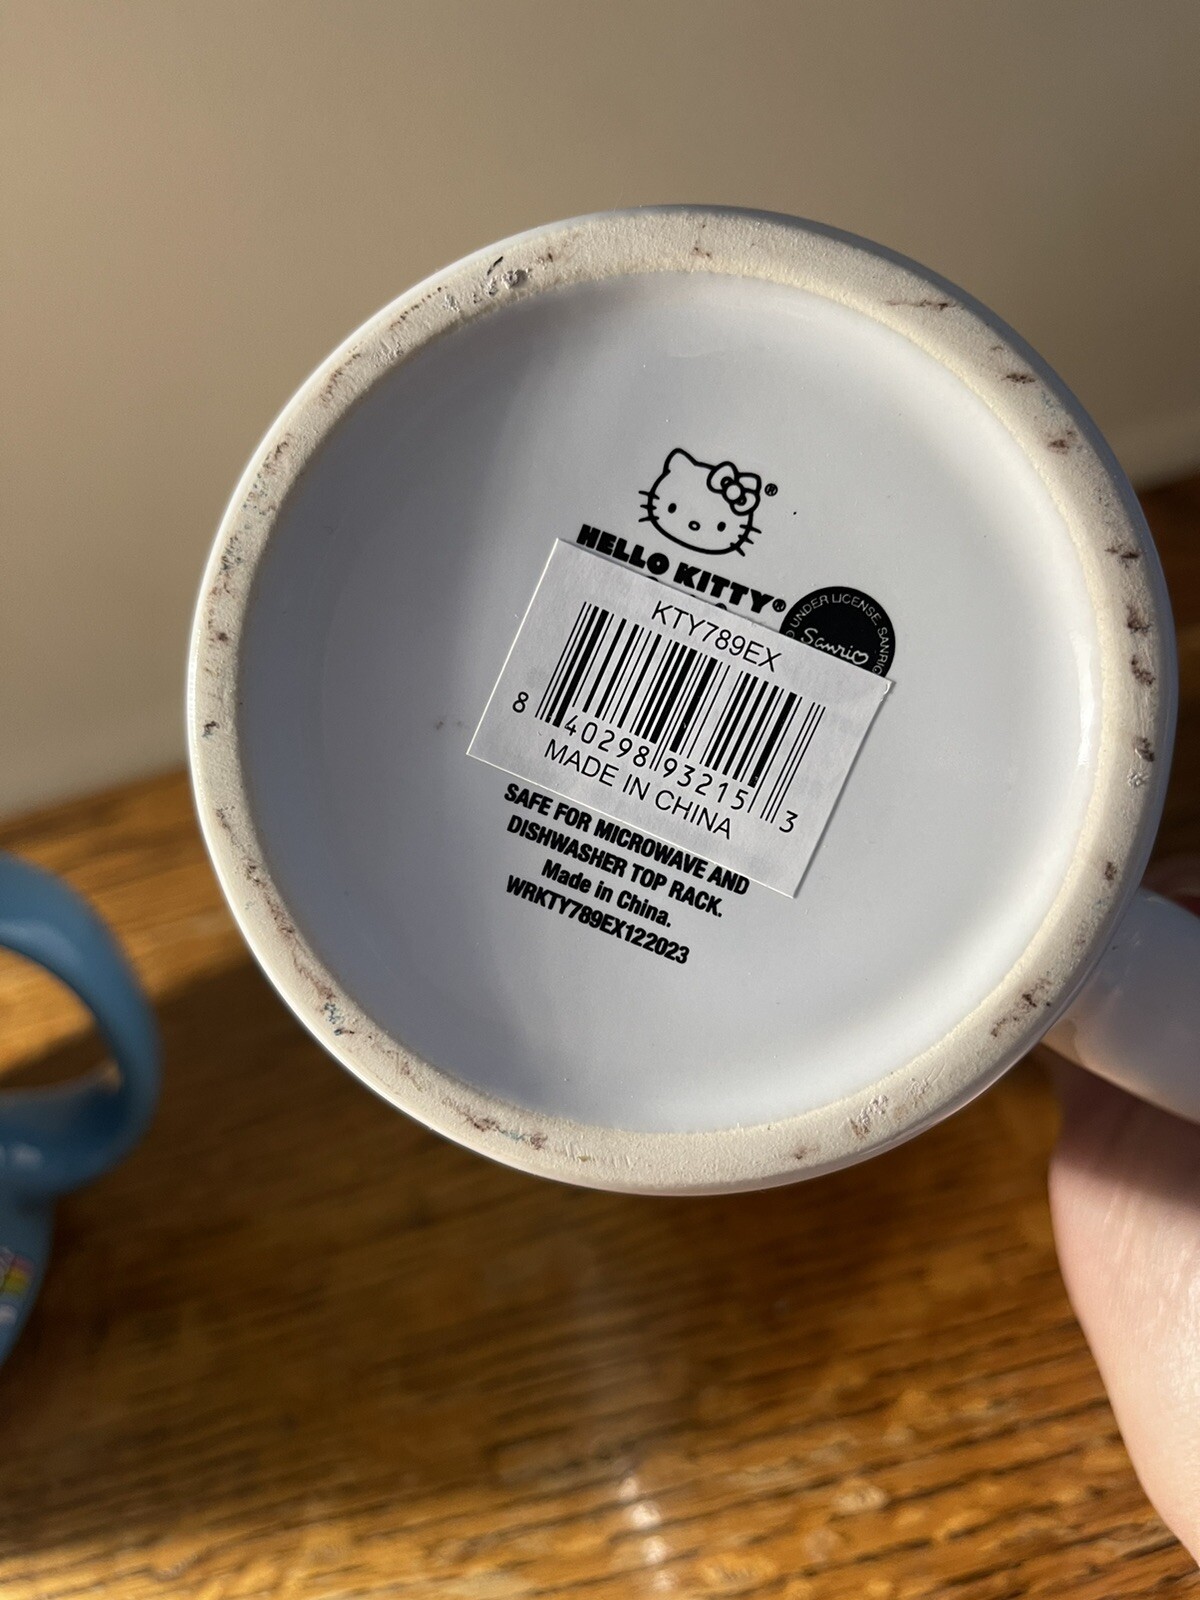 ®
HELLO KITTY®
UNDER LICENSE, SANRIO
Sanrio
KTY789EX
8 40298 93215 3
MADE IN CHINA
SAFE FOR MICROWAVE AND
DISHWASHER TOP RACK.
Made in China.
WRKTY789EX122023